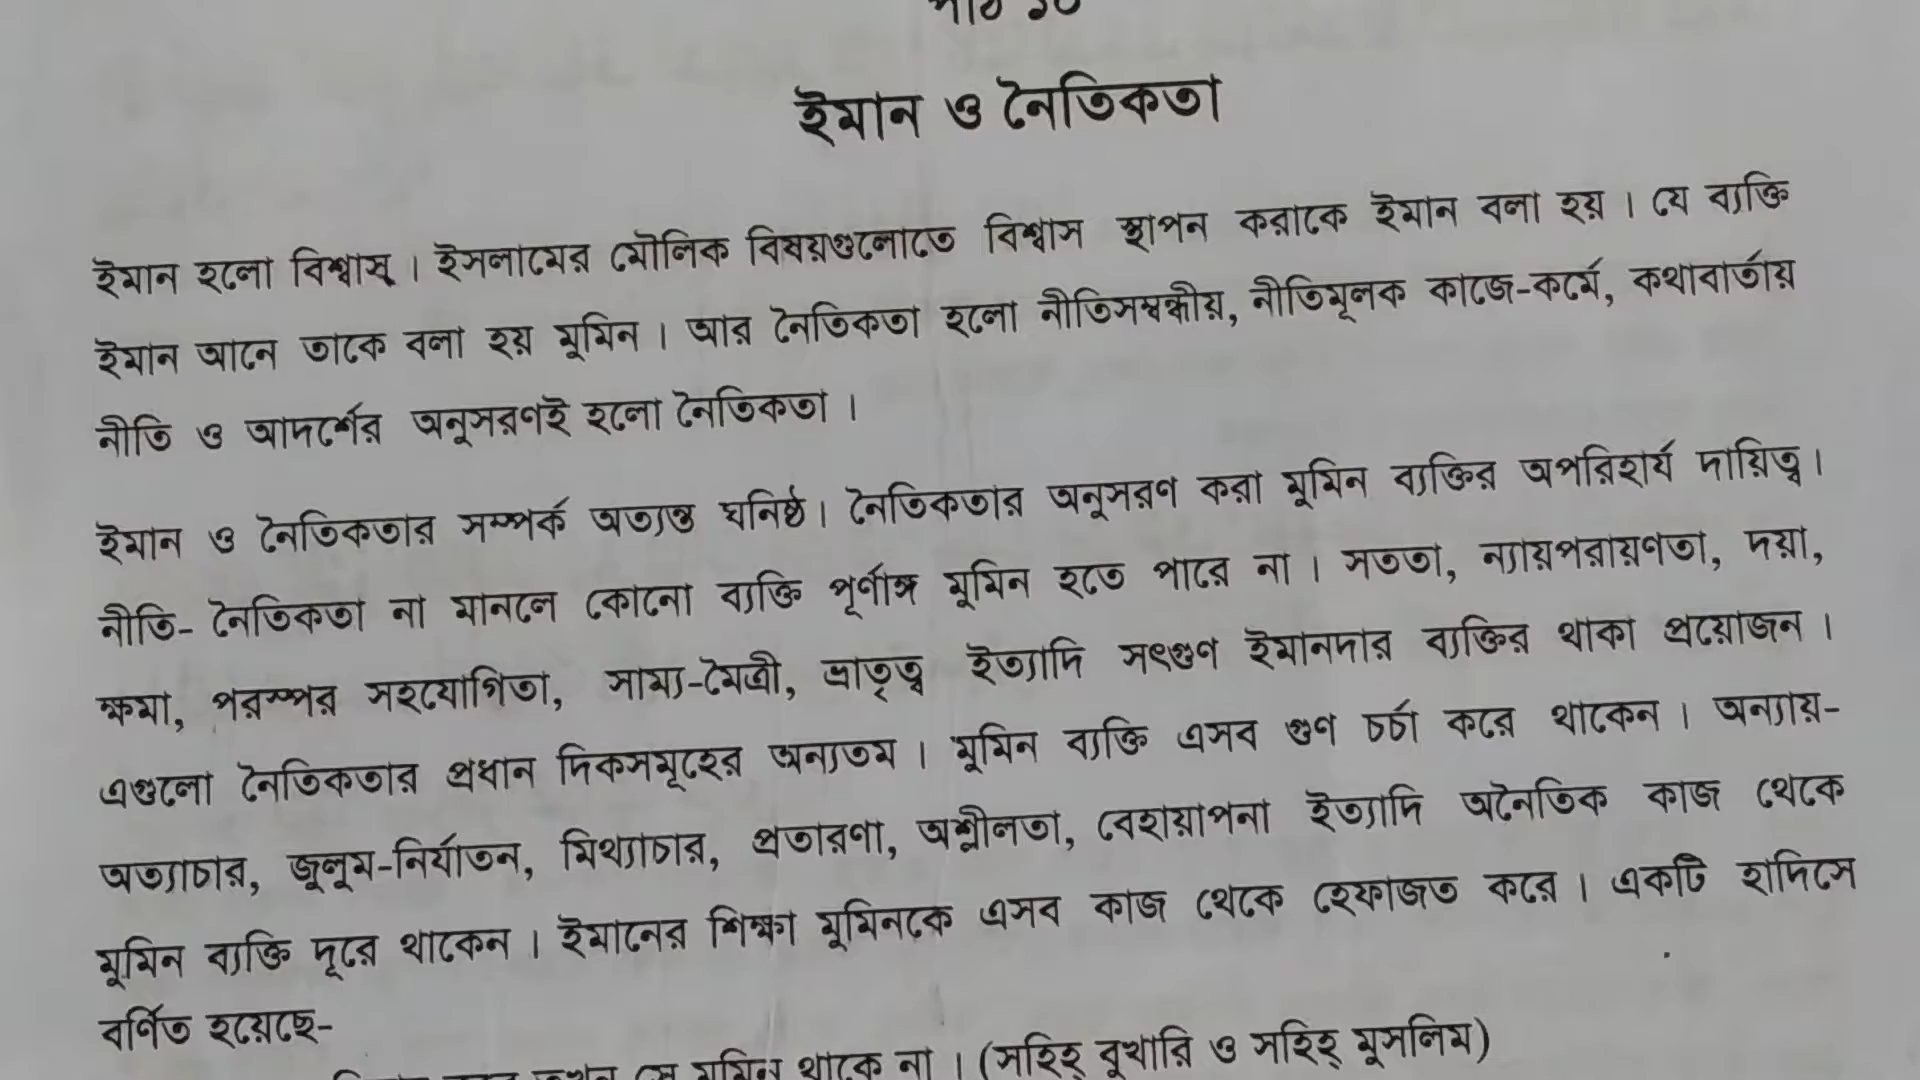 পাঠ ১০
ইমান ও নৈতিকতা
ইমান হলো বিশ্বাস্ । ইসলামের মৌলিক বিষয়গুলোতে বিশ্বাস স্থাপন করাকে ইমান বলা হয় । যে ব্যক্তি
ইমান আনে তাকে বলা হয় মুমিন । আর নৈতিকতা হলো নীতিসম্বন্ধীয়, নীতিমূলক কাজে-কর্মে, কথাবার্তায়
নীতি ও আদর্শের অনুসরণই হলো নৈতিকতা ।
ইমান ও নৈতিকতার সম্পর্ক অত্যন্ত ঘনিষ্ঠ । নৈতিকতার অনুসরণ করা মুমিন ব্যক্তির অপরিহার্য দায়িত্ব ।
নীতি- নৈতিকতা না মানলে কোনো ব্যক্তি পূর্ণাঙ্গ মুমিন হতে পারে না । সততা, ন্যায়পরায়ণতা, দয়া,
ক্ষমা, পরস্পর সহযোগিতা, সাম্য-মৈত্রী, ভ্রাতৃত্ব ইত্যাদি সৎগুণ ইমানদার ব্যক্তির থাকা প্রয়োজন ।
এগুলো নৈতিকতার প্রধান দিকসমূহের অন্যতম । মুমিন ব্যক্তি এসব গুণ চর্চা করে থাকেন । অন্যায়-
অত্যাচার, জুলুম-নির্যাতন, মিথ্যাচার, প্রতারণা, অশ্লীলতা, বেহায়াপনা ইত্যাদি অনৈতিক কাজ থেকে
মুমিন ব্যক্তি দূরে থাকেন । ইমানের শিক্ষা মুমিনকে এসব কাজ থেকে হেফাজত করে । একটি হাদিসে
বর্ণিত হয়েছে-
তখন সে মুমিন থাকে না । (সহিহ্ বুখারি ও সহিহ্ মুসলিম)